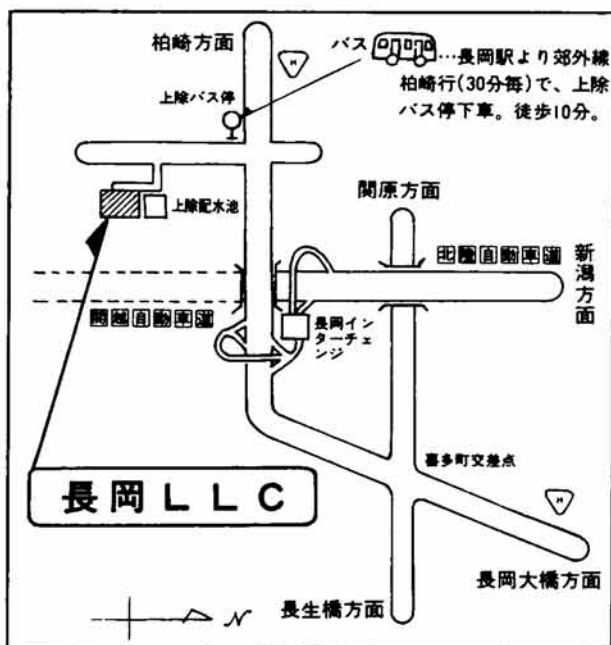 柏崎方面
バス
…長岡駅より郊外線
柏崎行(30分毎)で、上除
バス停下車。徒歩10分。
H
上除バス停
関原方面
上除配水池
北陸自動車道
新潟方面
関越自動車道
長岡イン
ターチェ
ンジ
喜多町交差点
長岡LLC
H
長岡大橋方面
長生橋方面
N